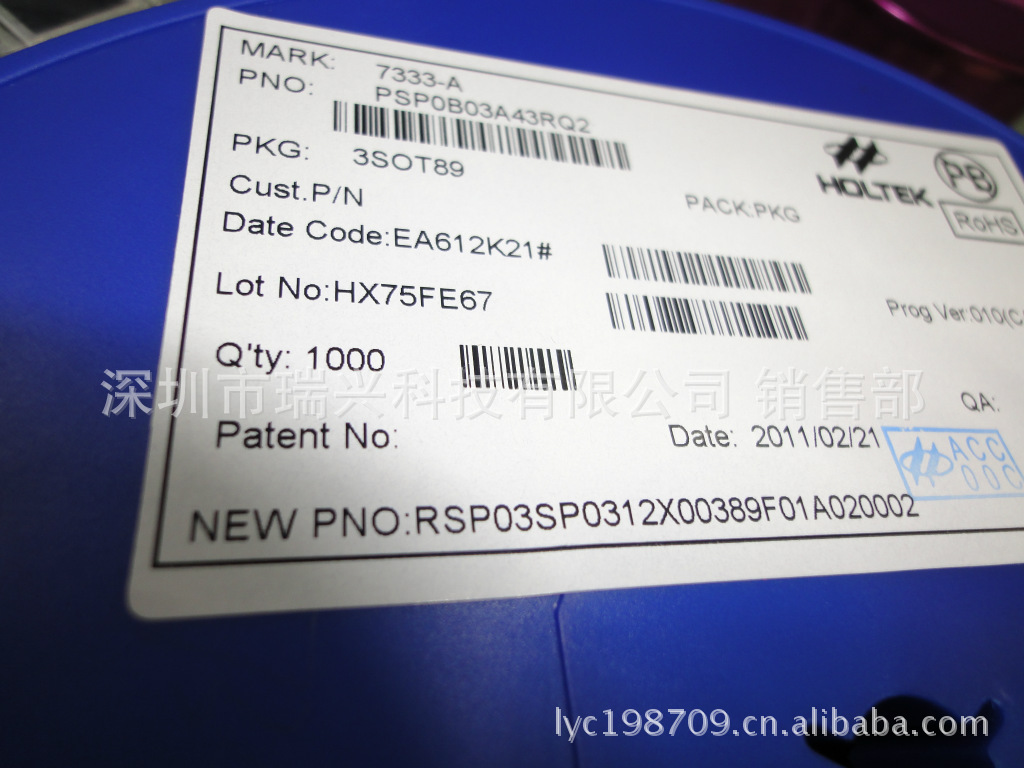 MARK: 7333-A
PNO: PSP0B03A43RQ2
PKG: 3SOT89
HOLTEK
PB
RoHS
Cust.P/N
PACK:PKG
Date Code:EA612K21#
Lot No:HX75FE67
Prog Ver:010(C
Q'ty: 1000
深圳市瑞兴科技有限公司 销售部
QA:
Patent No:
Date: 2011/02/21
ACC
00C
NEW PNO:RSP03SP0312X00389F01A020002
lyc198709.cn.alibaba.com